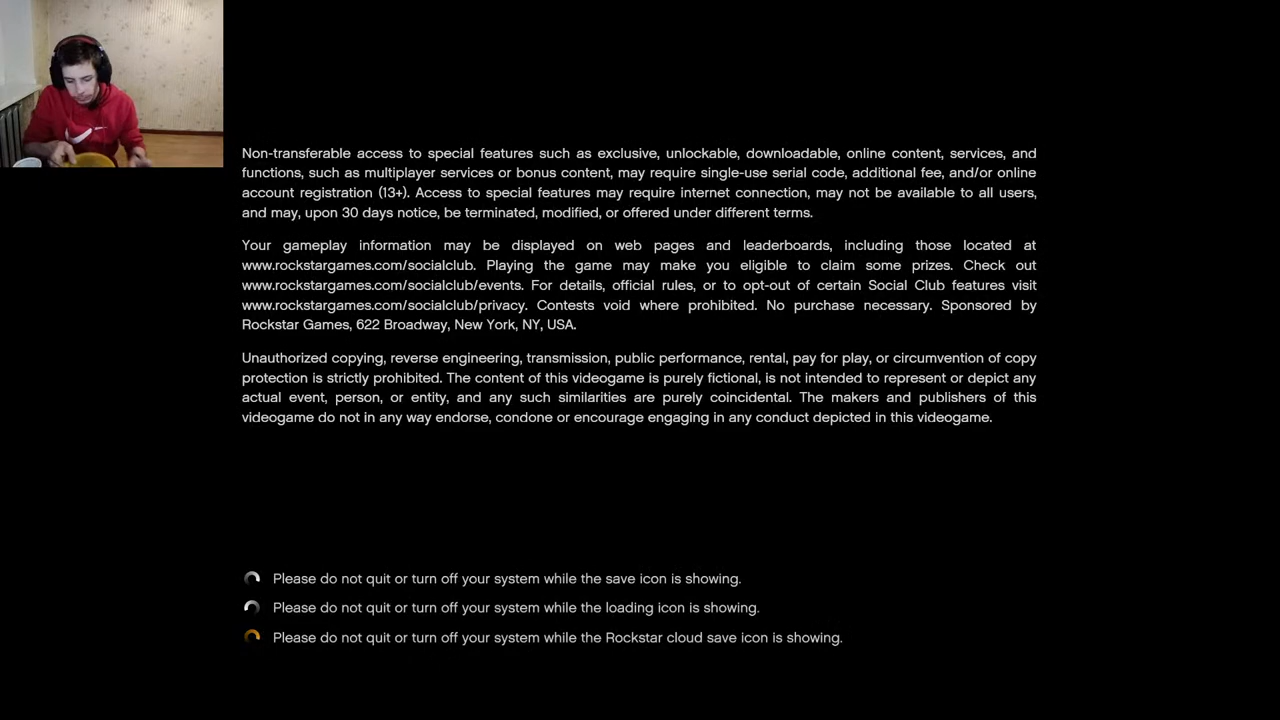 Non-transferable access to special features such as exclusive, unlockable, downloadable, online content, services, and
functions, such as multiplayer services or bonus content, may require single-use serial code, additional fee, and/or online
account registration (13+). Access to special features may require internet connection, may not be available to all users,
and may, upon 30 days notice, be terminated, modified, or offered under different terms.
Your gameplay information may be displayed on web pages and leaderboards, including those located at
www.rockstargames.com/socialclub. Playing the game may make you eligible to claim some prizes. Check out
www.rockstargames.com/socialclub/events. For details, official rules, or to opt-out of certain Social Club features visit
www.rockstargames.com/socialclub/privacy. Contests void where prohibited. No purchase necessary. Sponsored by
Rockstar Games, 622 Broadway, New York, NY, USA.
Unauthorized copying, reverse engineering, transmission, public performance, rental, pay for play, or circumvention of copy
protection is strictly prohibited. The content of this videogame is purely fictional, is not intended to represent or depict any
actual event, person, or entity, and any such similarities are purely coincidental. The makers and publishers of this
videogame do not in any way endorse, condone or encourage engaging in any conduct depicted in this videogame.
Please do not quit or turn off your system while the save icon is showing.
Please do not quit or turn off your system while the loading icon is showing.
Please do not quit or turn off your system while the Rockstar cloud save icon is showing.